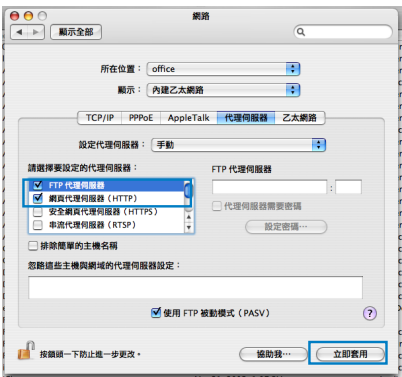 網路
顯示全部
所在位置： office
顯示： 內建乙太網路
TCP/IP PPPoE AppleTalk 代理伺服器 乙太網路
設定代理伺服器： 手動
請選擇要設定的代理伺服器： FTP 代理伺服器
FTP 代理伺服器 :
網頁代理伺服器（HTTP） 代理伺服器需要密碼
安全網頁代理伺服器（HTTPS）
串流代理伺服器（RTSP） 設定密碼⋯
排除簡單的主機名稱
忽略這些主機與網域的代理伺服器設定：
使用 FTP 被動模式（PASV） ?
按鎖頭一下防止進一步更改。 協助我⋯ 立即套用